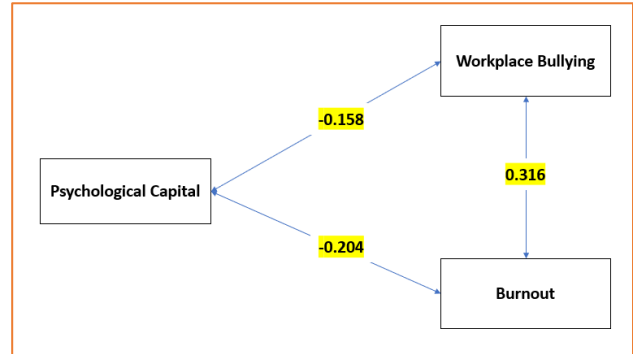 Workplace Bullying
-0.158
Psychological Capital
0.316
-0.204
Burnout